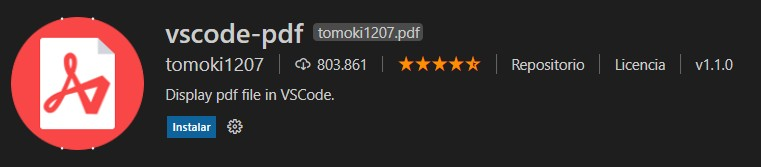 vscode-pdf tomoki1207.pdf
tomoki1207 803.861 Repositorio Licencia v1.1.0
Display pdf file in VSCode.
Instalar